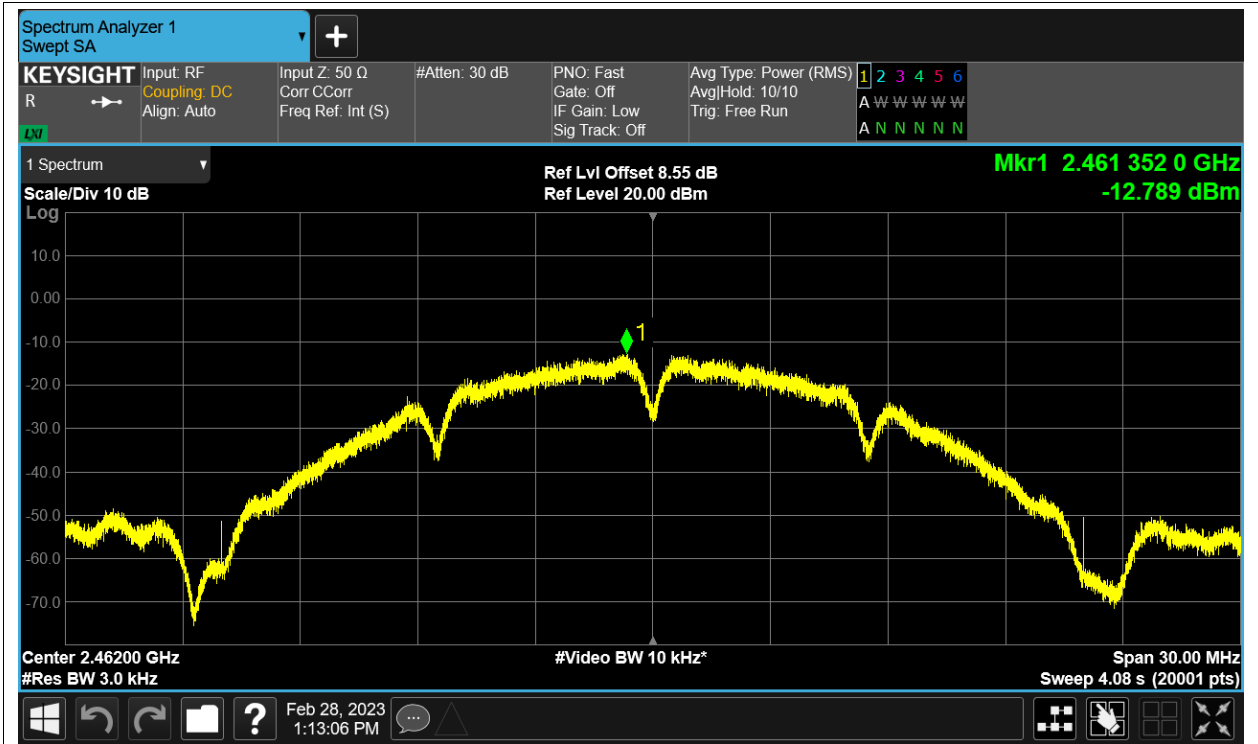 Spectrum Analyzer 1
Swept SA
KEYSIGHT
R
LXI
Input: RF
Coupling: DC
Align: Auto
Input Z: 50 Ω
Corr CCorr
Freq Ref: Int (S)
#Atten: 30 dB
PNO: Fast
Gate: Off
IF Gain: Low
Sig Track: Off
Avg Type: Power (RMS)
Avg|Hold: 10/10
Trig: Free Run
1 2 3 4 5 6
A W W W W W
A N N N N N
1 Spectrum
Scale/Div 10 dB
Log
Ref Lvl Offset 8.55 dB
Ref Level 20.00 dBm
Mkr1 2.461 352 0 GHz
-12.789 dBm
10.0
0.00
-10.0
-20.0
-30.0
-40.0
-50.0
-60.0
-70.0
1
Center 2.46200 GHz
#Res BW 3.0 kHz
#Video BW 10 kHz*
Span 30.00 MHz
Sweep 4.08 s (20001 pts)
?
Feb 28, 2023
1:13:06 PM